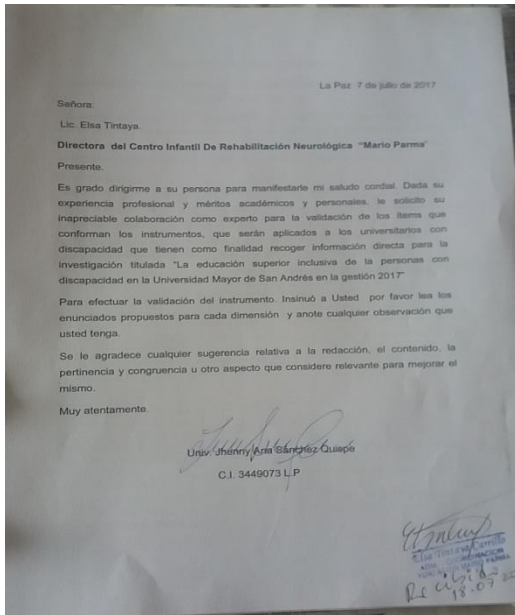 La Paz 7 de julio de 2017
Señora:
Lic. Elsa Tintaya.
Directora del Centro Infantil De Rehabilitación Neurológica "Mario Parma"
Presente.
Es grado dirigirme a su persona para manifestarle mi saludo cordial. Dada su
experiencia profesional y méritos académicos y personales, le solicito su
inapreciable colaboración como experto para la validación de los ítems que
conforman los instrumentos, que serán aplicados a los universitarios con
discapacidad que tienen como finalidad recoger información directa para la
investigación titulada "La educación superior inclusiva de la personas con
discapacidad en la Universidad Mayor de San Andrés en la gestión 2017"
Para efectuar la validación del instrumento. Insinuó a Usted por favor lea los
enunciados propuestos para cada dimensión y anote cualquier observación que
usted tenga.
Se le agradece cualquier sugerencia relativa a la redacción, el contenido, la
pertinencia y congruencia u otro aspecto que considere relevante para mejorar el
mismo.
Muy atentamente.
Univ. Jhenny Ana Sánchez Quispe
C.I. 3449073 L.P
Elsa Tintaya Carrillo
FUNDACION MARIO PARMA
Recibido
18.07